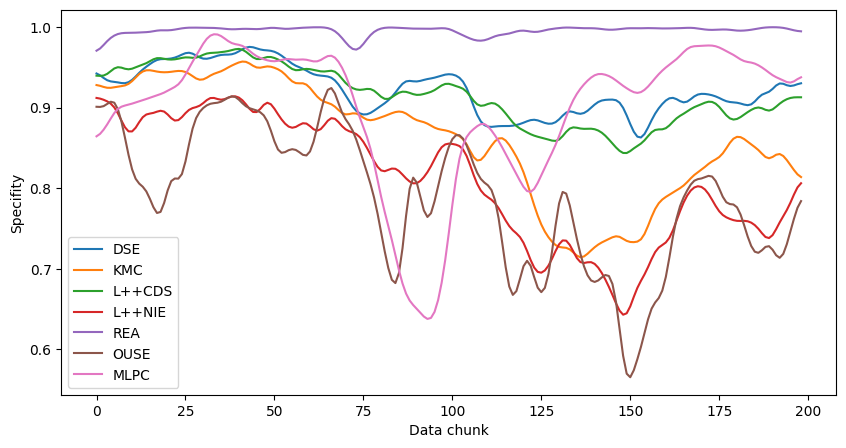 1.0
0.9
0.8
0.7
0.6
Specifity
DSE
KMC
L++CDS
L++NIE
REA
OUSE
MLPC
0 25 50 75 100 125 150 175 200
Data chunk